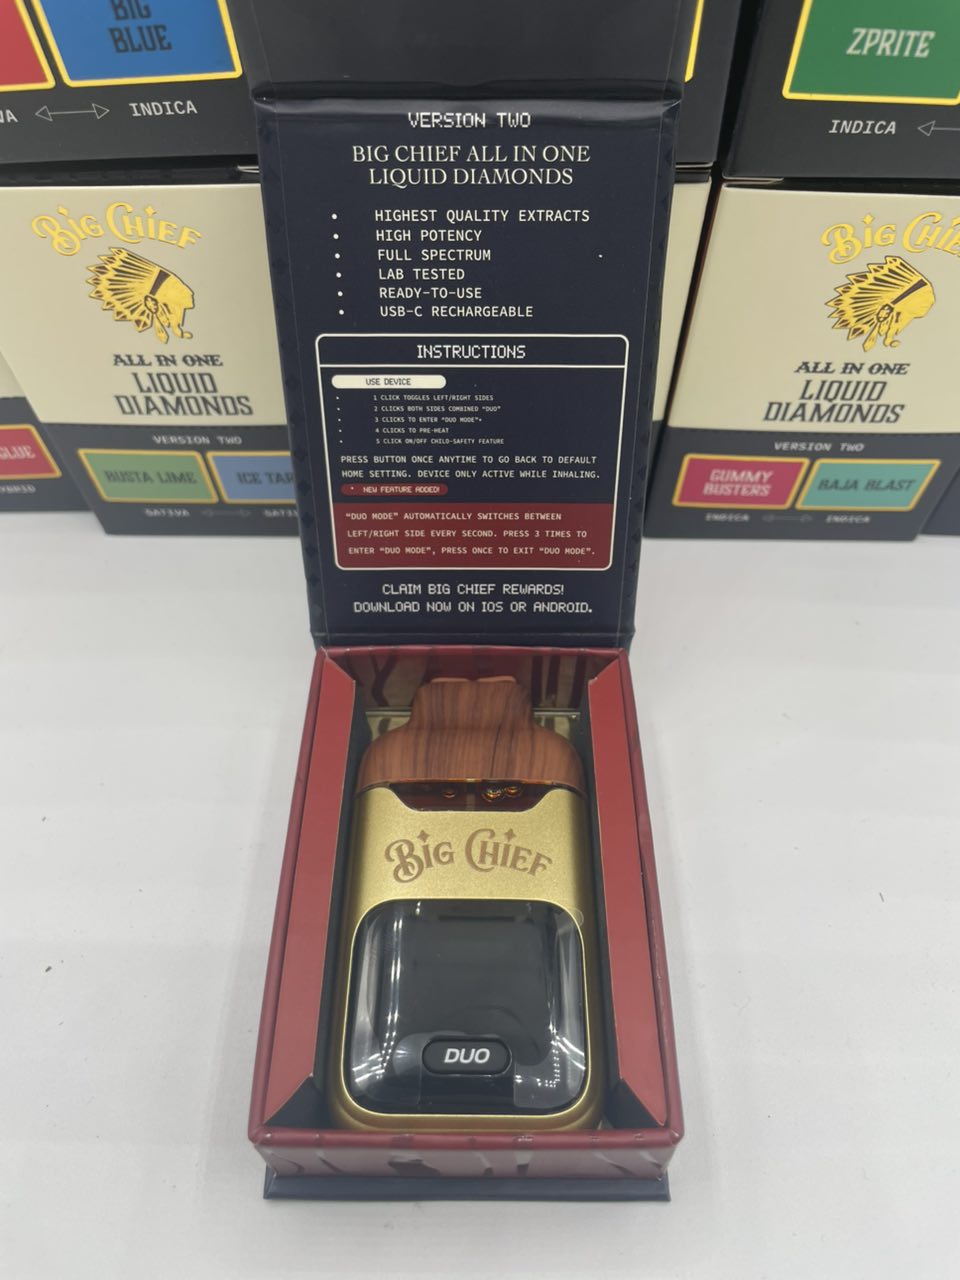 BIG
BLUE
INDICA
ZPRITE
INDICA
VERSION TWO
BIG CHIEF ALL IN ONE
LIQUID DIAMONDS
• HIGHEST QUALITY EXTRACTS
• HIGH POTENCY
• FULL SPECTRUM
• LAB TESTED
• READY-TO-USE
• USB-C RECHARGEABLE
INSTRUCTIONS
USE DEVICE
• 1 CLICK TOGGLES LEFT/RIGHT SIDES
• 2 CLICKS BOTH SIDES COMBINED "DUO"
• 3 CLICKS TO ENTER "DUO MODE"*
• 4 CLICKS TO PRE-HEAT
• 5 CLICK ON/OFF CHILD-SAFETY FEATURE
PRESS BUTTON ONCE ANYTIME TO GO BACK TO DEFAULT
HOME SETTING. DEVICE ONLY ACTIVE WHILE INHALING.
* NEW FEATURE ADDED!
"DUO MODE" AUTOMATICALLY SWITCHES BETWEEN
LEFT/RIGHT SIDE EVERY SECOND. PRESS 3 TIMES TO
ENTER "DUO MODE", PRESS ONCE TO EXIT "DUO MODE".
CLAIM BIG CHIEF REWARDS!
DOWNLOAD NOW ON IOS OR ANDROID.
BIG CHIEF
ALL IN ONE
LIQUID
DIAMONDS
VERSION TWO
RUSTA LIME
ICE TAR
SATIVA
BIG CHIE
ALL IN ONE
LIQUID
DIAMONDS
VERSION TWO
GUMMY
BUSTERS
BAJA BLAST
INDICA
INDICA
BIG CHIEF
DUO